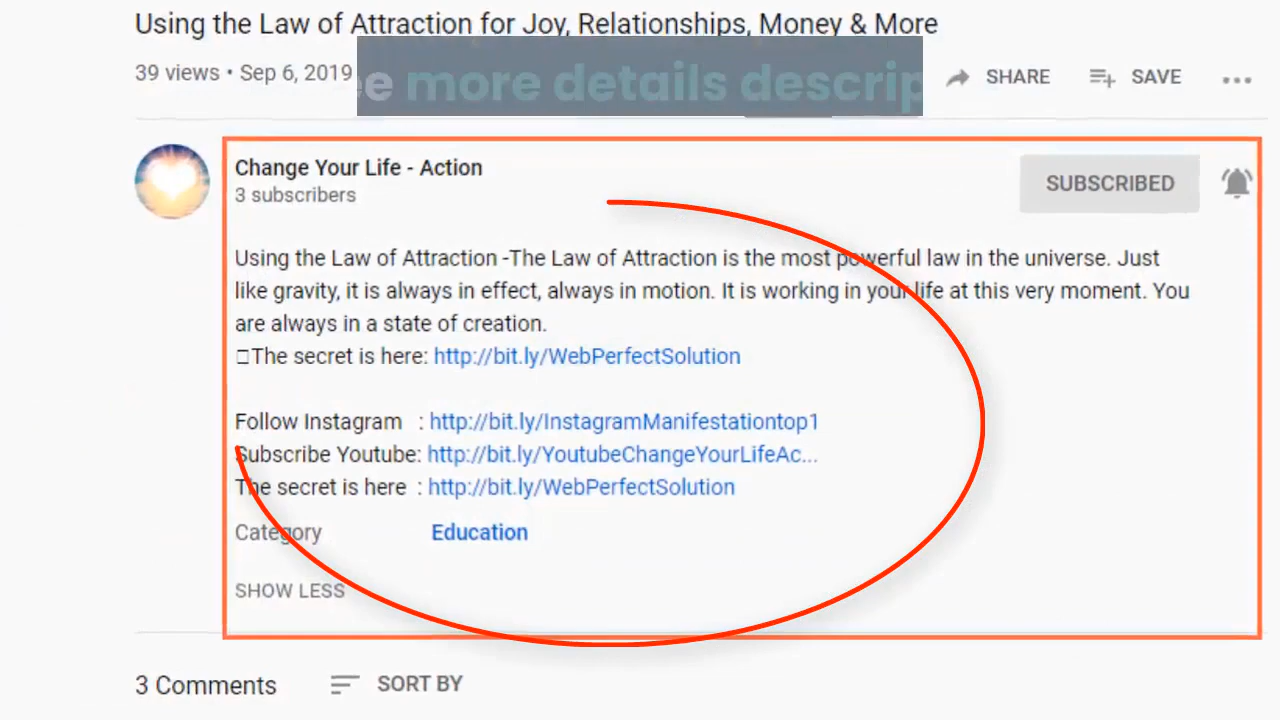 Using the Law of Attraction for Joy, Relationships, Money & More
39 views • Sep 6, 2019
more details
SHARE
SAVE
Change Your Life - Action
3 subscribers
SUBSCRIBED
Using the Law of Attraction -The Law of Attraction is the most powerful law in the universe. Just
like gravity, it is always in effect, always in motion. It is working in your life at this very moment. You
are always in a state of creation.
The secret is here: http://bit.ly/WebPerfectSolution
Follow Instagram : http://bit.ly/InstagramManifestationtop1
Subscribe Youtube: http://bit.ly/YoutubeChangeYourLifeAc...
The secret is here : http://bit.ly/WebPerfectSolution
Category Education
SHOW LESS
3 Comments
SORT BY